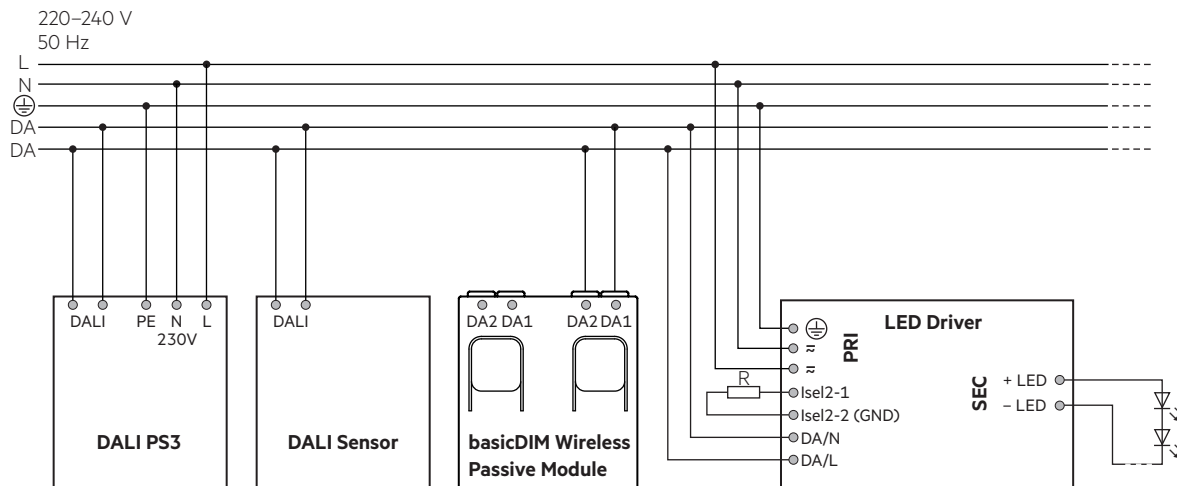 220–240 V
50 Hz
L
N
DA
DA
DALI PE N L
230V
DALI PS3
DALI
DALI Sensor
DA2 DA1 DA2 DA1
basicDIM Wireless
Passive Module
LED Driver
PRI
R
Isel2-1
Isel2-2 (GND)
DA/N
DA/L
SEC
+ LED
– LED